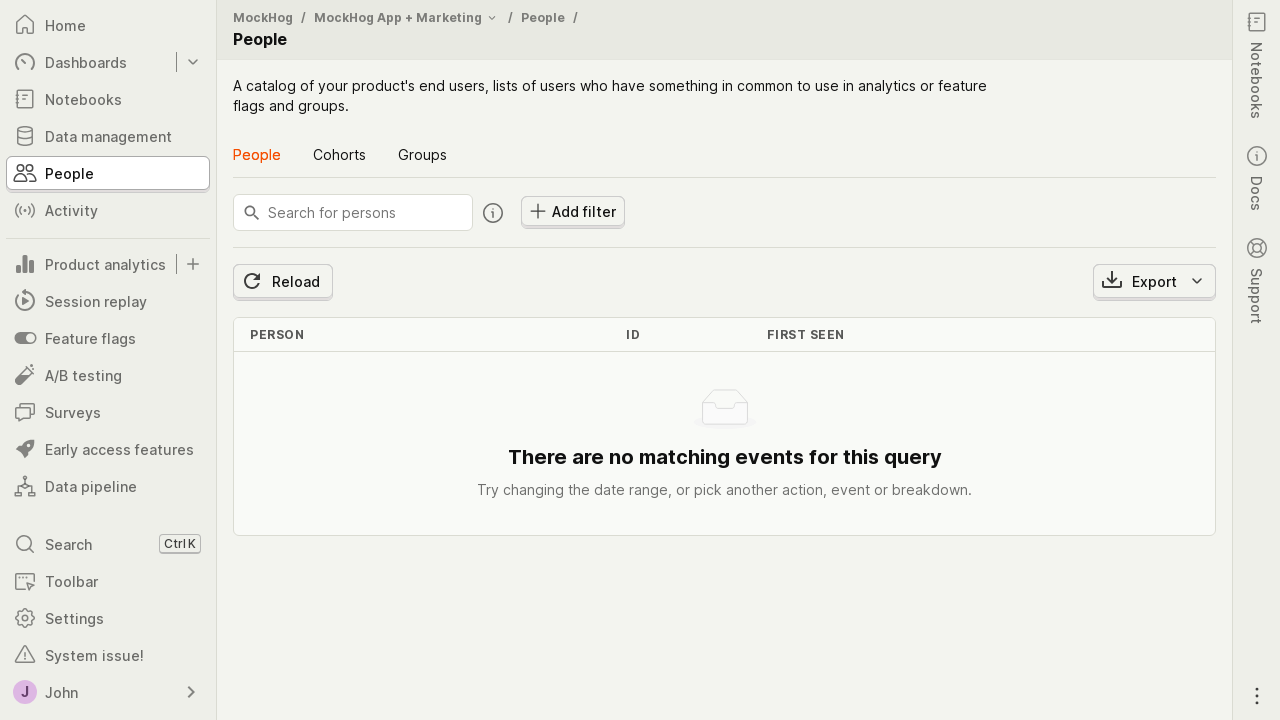 Home
Dashboards
Notebooks
Data management
People
Activity
Product analytics
Session replay
Feature flags
A/B testing
Surveys
Early access features
Data pipeline
Search Ctrl K
Toolbar
Settings
System issue!
J John
MockHog / MockHog App + Marketing / People /
People
A catalog of your product's end users, lists of users who have something in common to use in analytics or feature
flags and groups.
People Cohorts Groups
Search for persons Add filter
Reload Export
PERSON ID FIRST SEEN
There are no matching events for this query
Try changing the date range, or pick another action, event or breakdown.
Notebooks
Docs
Support